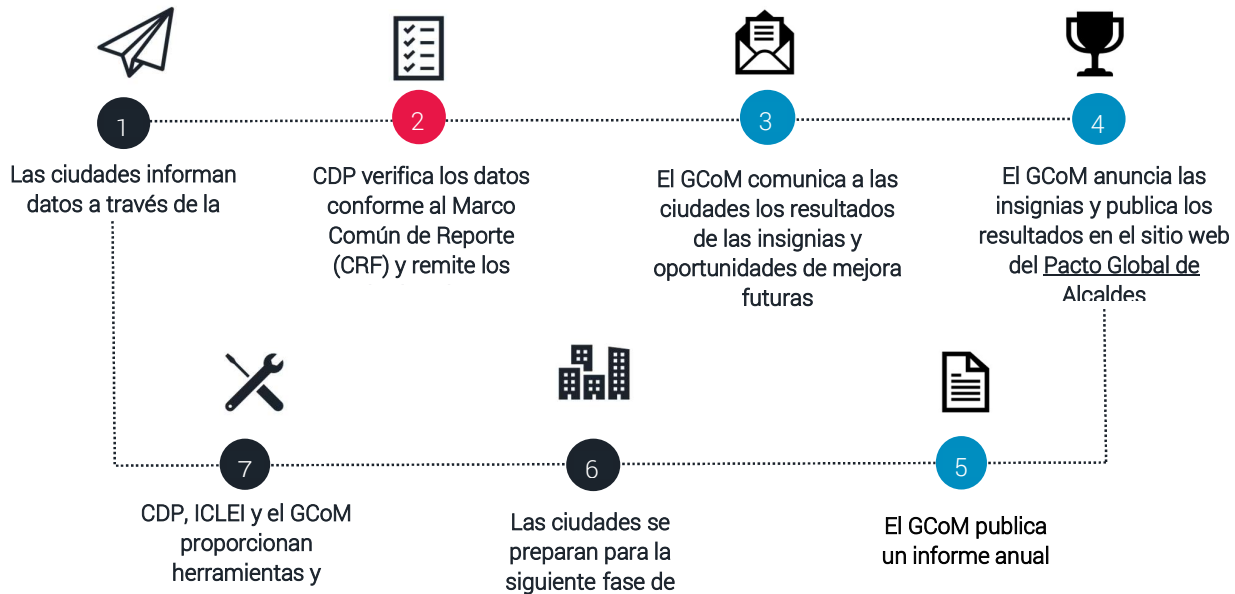 1
Las ciudades informan
datos a través de la
2
CDP verifica los datos
conforme al Marco
Común de Reporte
(CRF) y remite los
3
El GCoM comunica a las
ciudades los resultados
de las insignias y
oportunidades de mejora
futuras
4
El GCoM anuncia las
insignias y publica los
resultados en el sitio web
del Pacto Global de
Alcaldes
5
El GCoM publica
un informe anual
6
Las ciudades se
preparan para la
siguiente fase de
7
CDP, ICLEI y el GCoM
proporcionan
herramientas y